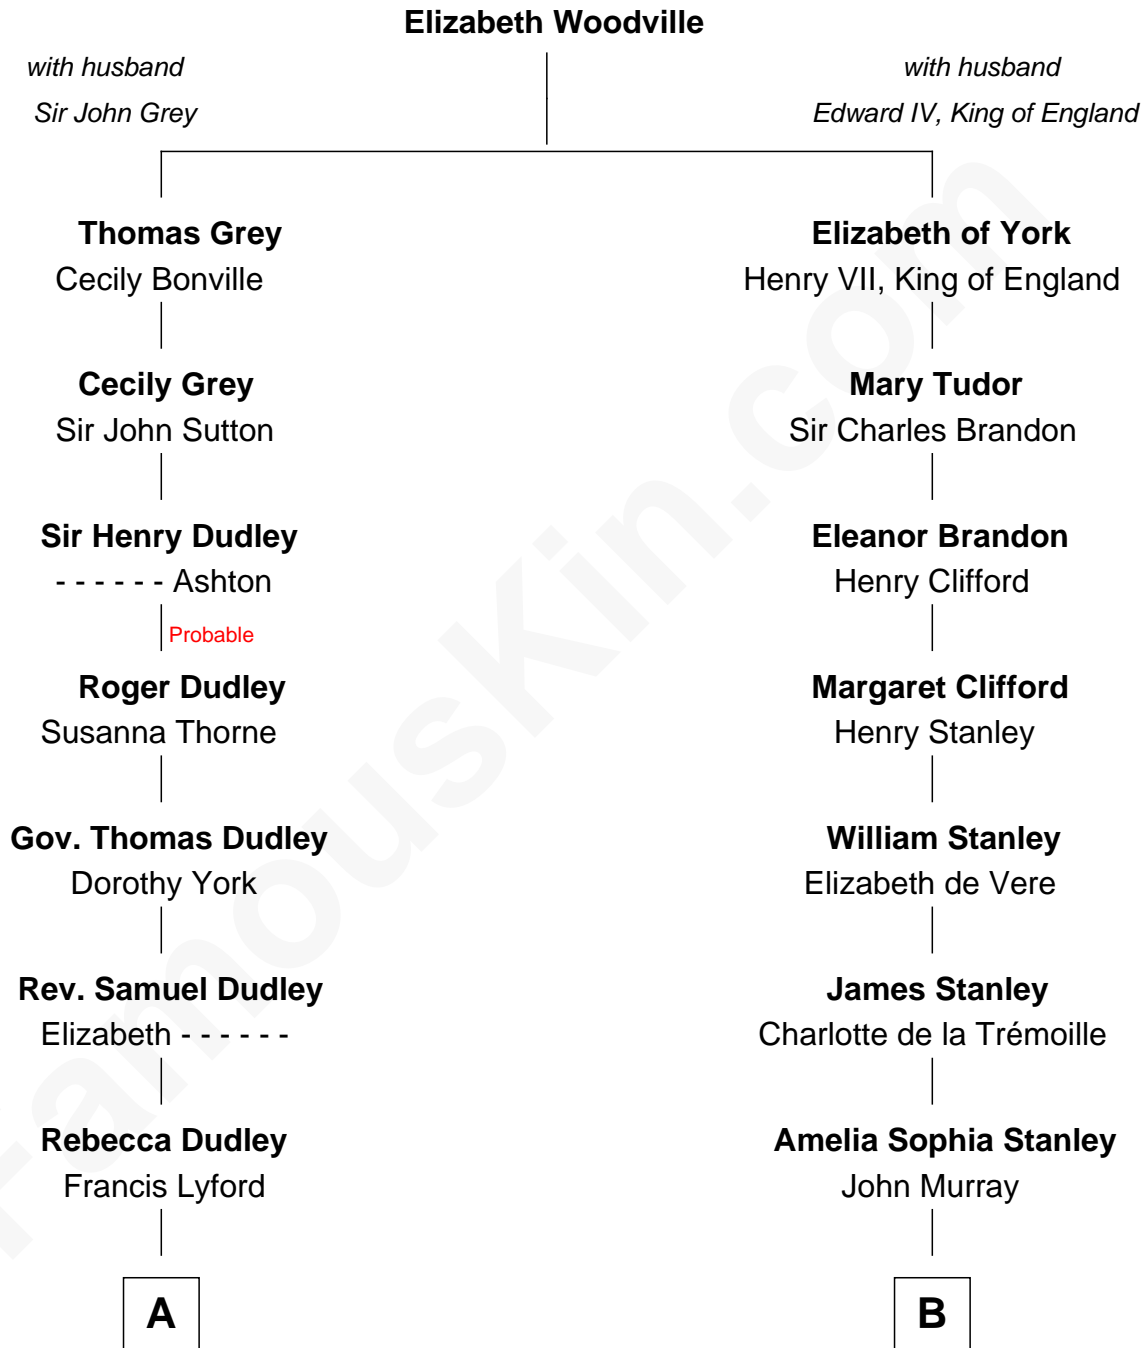 Elizabeth Woodville
with husband
Sir John Grey
with husband
Edward IV, King of England
Thomas Grey
Cecily Bonville
Elizabeth of York
Henry VII, King of England
Cecily Grey
Sir John Sutton
Mary Tudor
Sir Charles Brandon
Sir Henry Dudley
- - - - - - Ashton
Eleanor Brandon
Henry Clifford
Probable
Roger Dudley
Susanna Thorne
Margaret Clifford
Henry Stanley
Gov. Thomas Dudley
Dorothy York
William Stanley
Elizabeth de Vere
Rev. Samuel Dudley
Elizabeth - - - - - -
James Stanley
Charlotte de la Trémoille
Rebecca Dudley
Francis Lyford
Amelia Sophia Stanley
John Murray
A
B
FamousKin.com